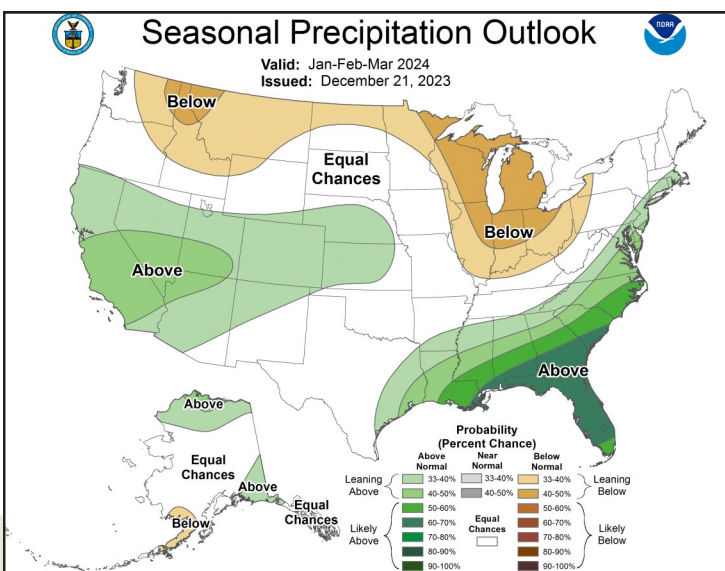 Seasonal Precipitation Outlook
NOAA
Valid: Jan-Feb-Mar 2024
Issued: December 21, 2023
Below
Equal
Chances
Below
Above
Above
Above
Equal
Chances
Above
Equal
Chances
Below
Probability
(Percent Chance)
Above
Normal
Near
Normal
Below
Normal
Leaning
Above
33-40%
40-50%
33-40%
40-50%
33-40%
40-50%
Leaning
Below
Likely
Above
50-60%
60-70%
70-80%
80-90%
90-100%
Equal
Chances
50-60%
60-70%
70-80%
80-90%
90-100%
Likely
Below